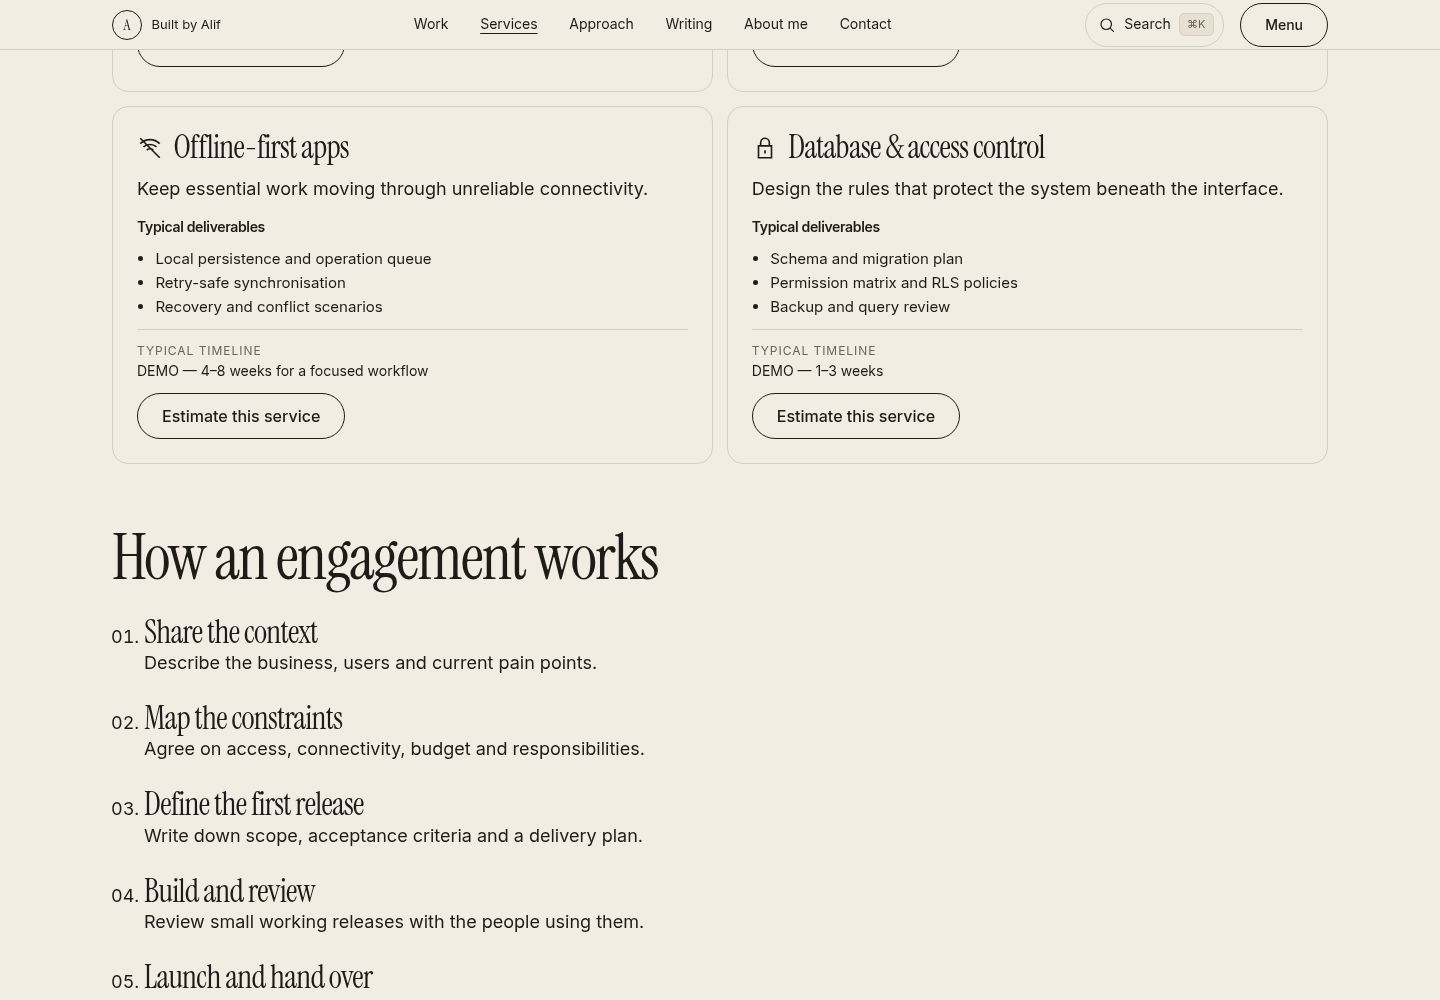 A Built by Alif
Work Services Approach Writing About me Contact
Search ⌘K
Menu
Offline-first apps
Keep essential work moving through unreliable connectivity.
Typical deliverables
• Local persistence and operation queue
• Retry-safe synchronisation
• Recovery and conflict scenarios
TYPICAL TIMELINE
DEMO — 4–8 weeks for a focused workflow
Estimate this service
Database & access control
Design the rules that protect the system beneath the interface.
Typical deliverables
• Schema and migration plan
• Permission matrix and RLS policies
• Backup and query review
TYPICAL TIMELINE
DEMO — 1–3 weeks
Estimate this service
How an engagement works
01. Share the context
Describe the business, users and current pain points.
02. Map the constraints
Agree on access, connectivity, budget and responsibilities.
03. Define the first release
Write down scope, acceptance criteria and a delivery plan.
04. Build and review
Review small working releases with the people using them.
05. Launch and hand over